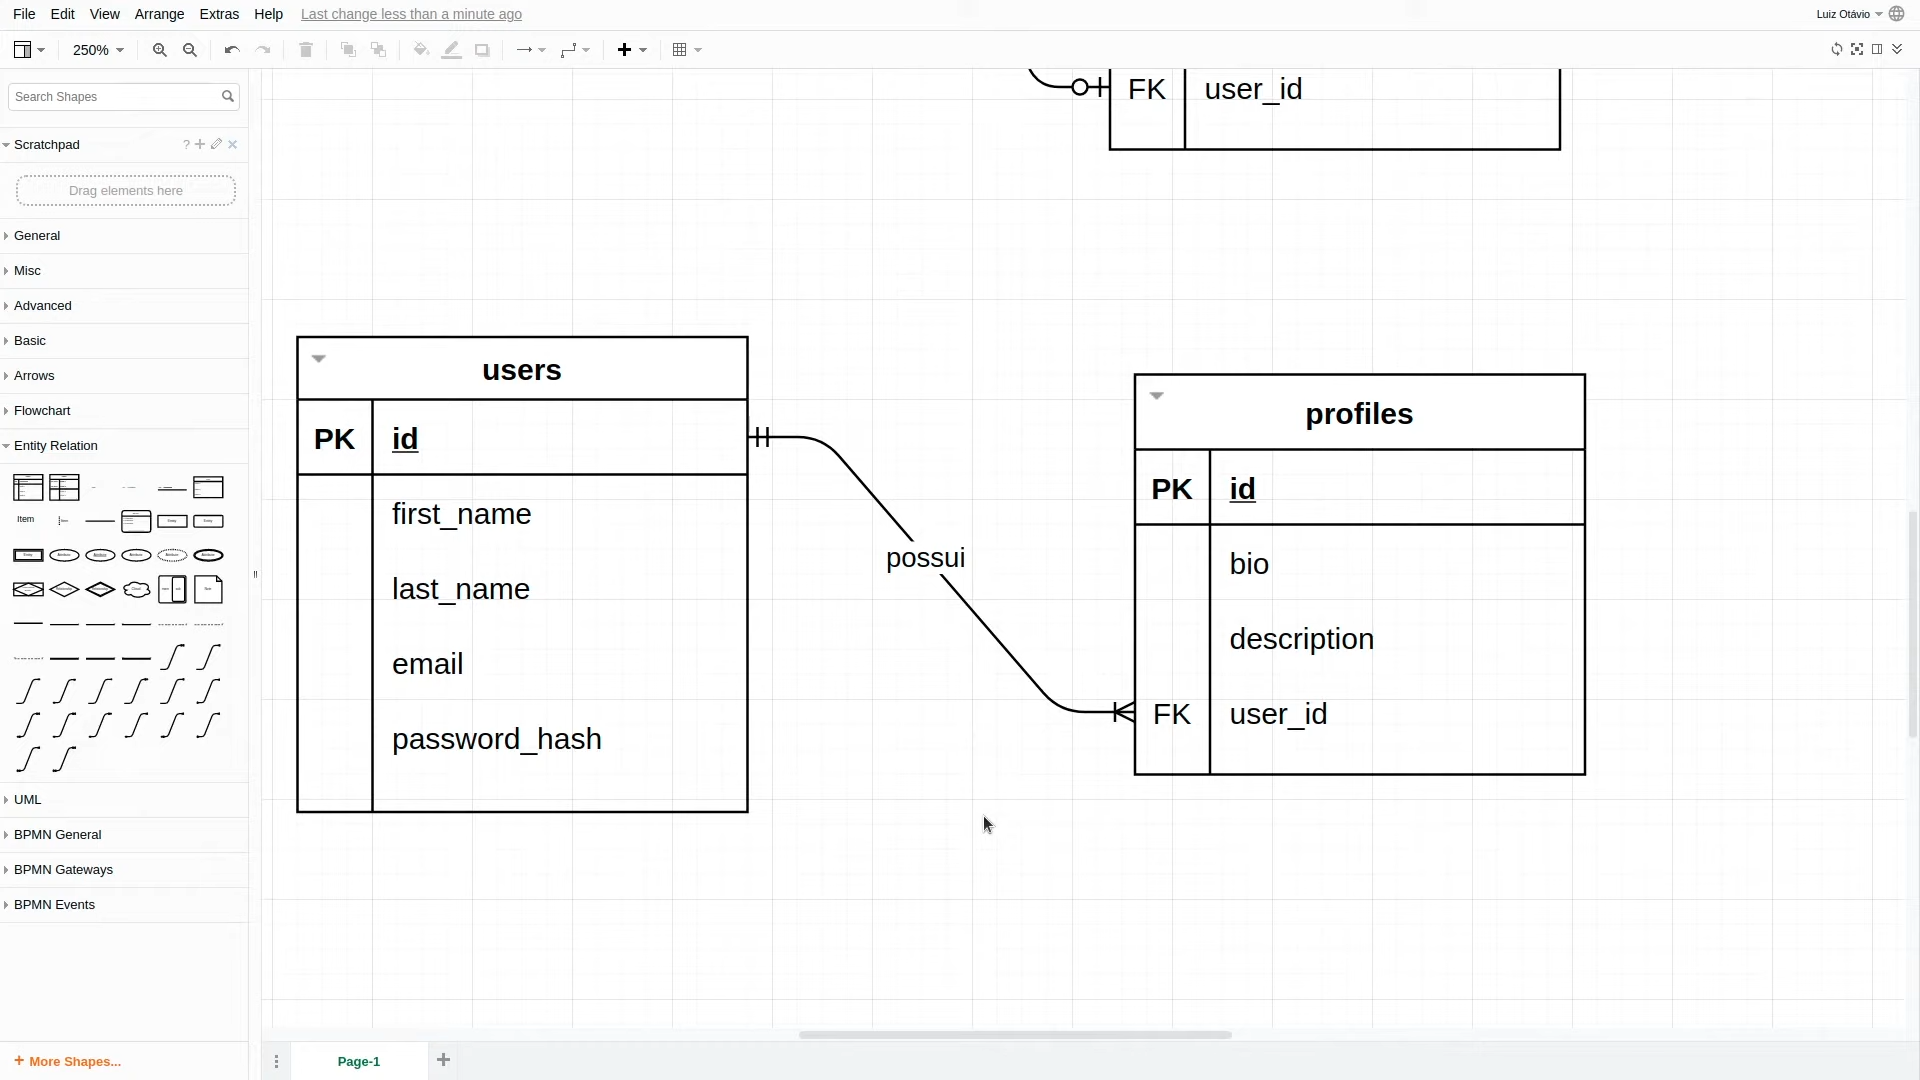 File Edit View Arrange Extras Help Last change less than a minute ago
Luiz Otávio
250%
Search Shapes
Scratchpad
?
Drag elements here
General
Misc
Advanced
Basic
Arrows
Flowchart
Entity Relation
Item
UML
BPMN General
BPMN Gateways
BPMN Events
+ More Shapes...
FK user_id
users
PK id
first_name
last_name
email
password_hash
possui
profiles
PK id
bio
description
FK user_id
Page-1